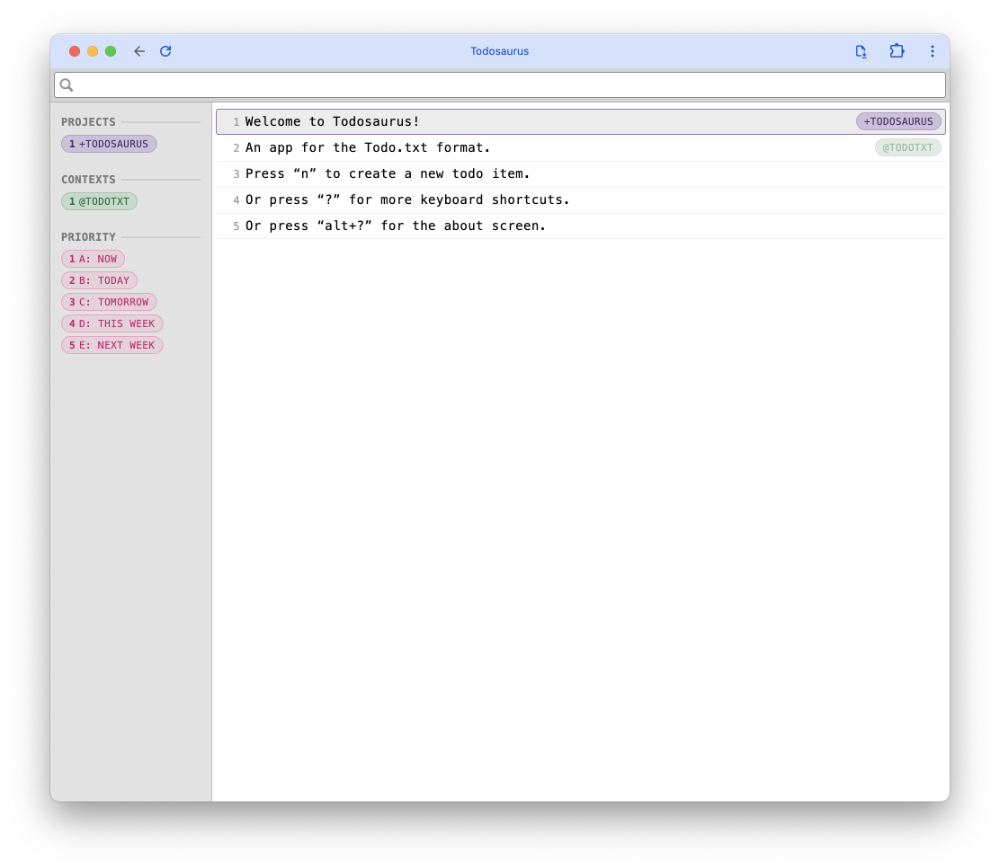 Todosaurus
PROJECTS
1 +TODOSAURUS
CONTEXTS
1 @TODOTXT
PRIORITY
1 A: NOW
2 B: TODAY
3 C: TOMORROW
4 D: THIS WEEK
5 E: NEXT WEEK
1 Welcome to Todosaurus! +TODOSAURUS
2 An app for the Todo.txt format. @TODOTXT
3 Press “n” to create a new todo item.
4 Or press “?” for more keyboard shortcuts.
5 Or press “alt+?” for the about screen.